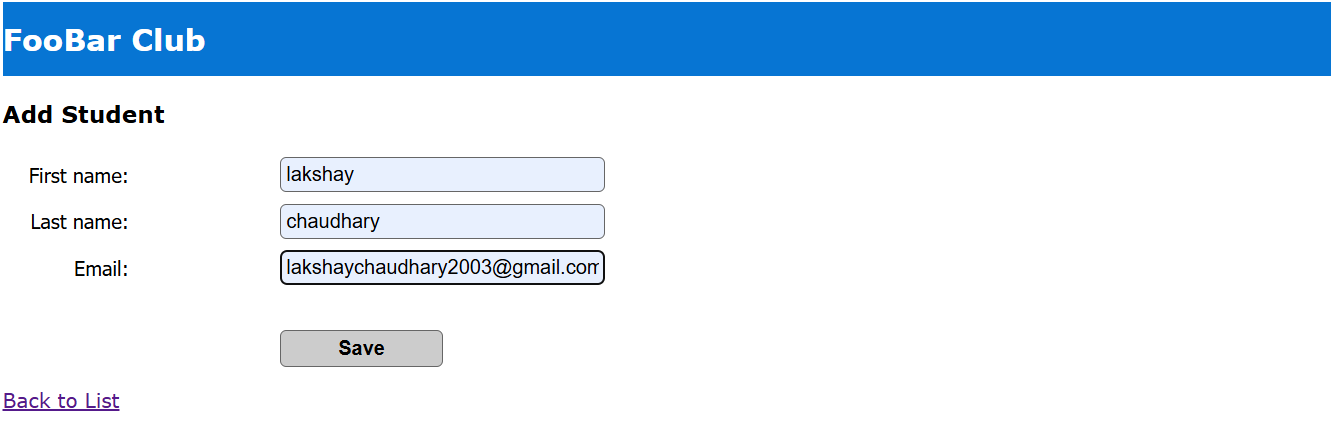 FooBar Club
Add Student
First name: lakshay
Last name: chaudhary
Email: lakshaychaudhary2003@gmail.com
Save
Back to List